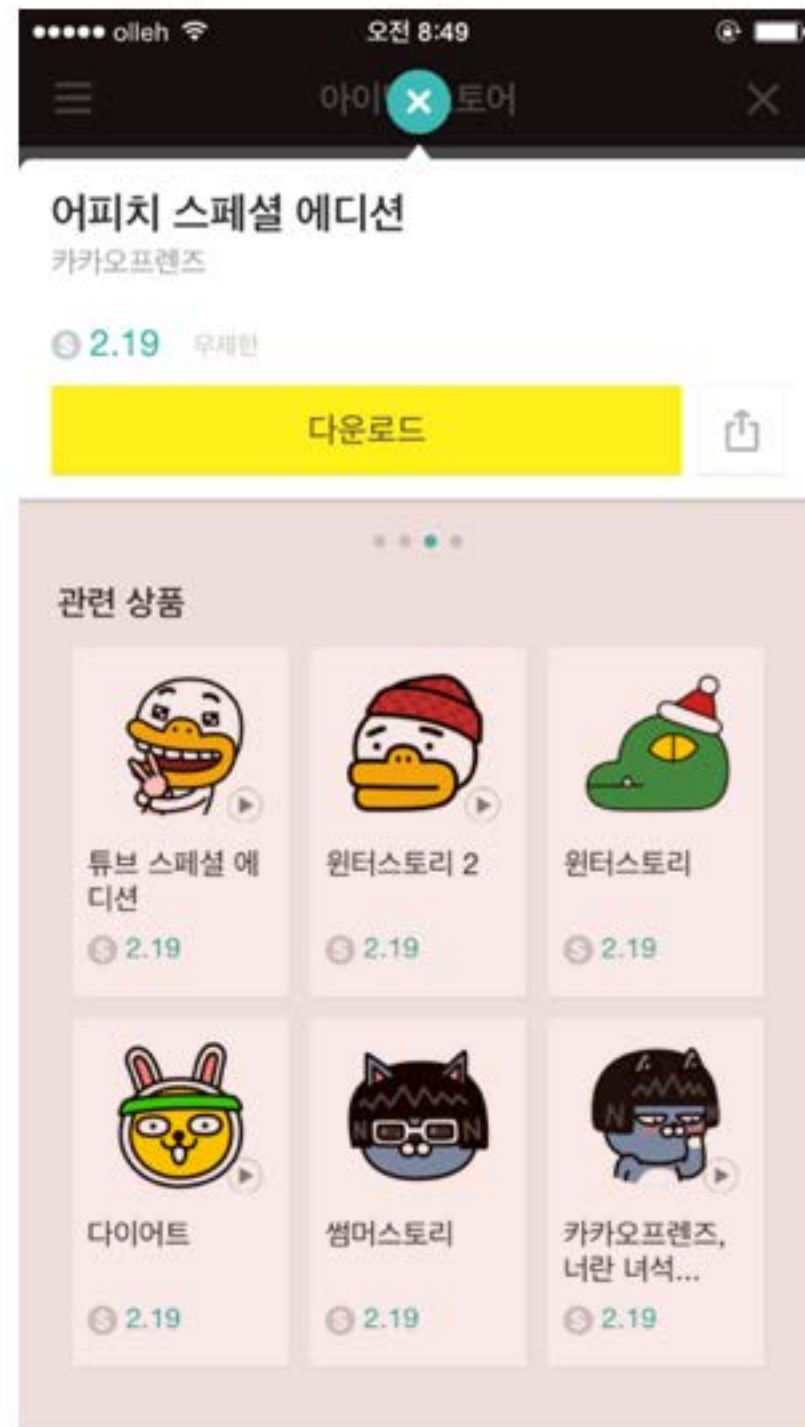 olleh 오전 8:49
어피치 스페셜 에디션
카카오프렌즈
2.19 무제한
다운로드
관련 상품
튜브 스페셜 에
디션
2.19
윈터스토리 2
2.19
윈터스토리
2.19
다이어트
2.19
썸머스토리
2.19
카카오프렌즈,
너란 녀석...
2.19